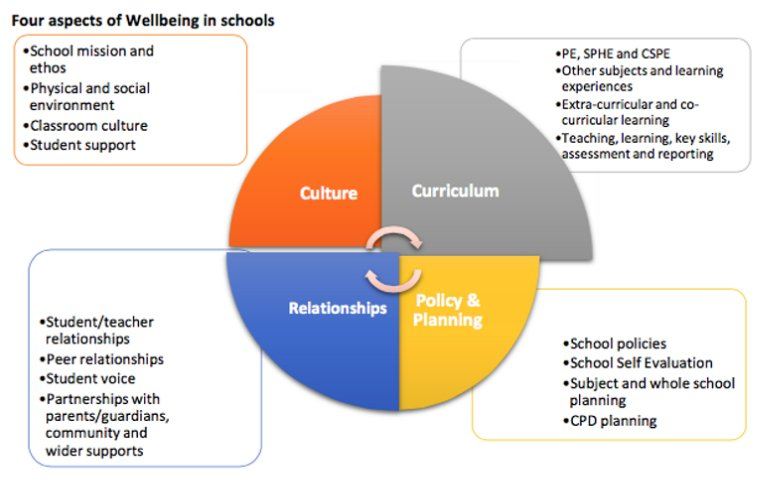 Four aspects of Wellbeing in schools
•School mission and
ethos
•Physical and social
environment
•Classroom culture
•Student support
•PE, SPHE and CSPE
•Other subjects and learning
experiences
•Extra-curricular and co-
curricular learning
•Teaching, learning, key skills,
assessment and reporting
Culture
Curriculum
Relationships
Policy &
Planning
•Student/teacher
relationships
•Peer relationships
•Student voice
•Partnerships with
parents/guardians,
community and
wider supports
•School policies
•School Self Evaluation
•Subject and whole school
planning
•CPD planning